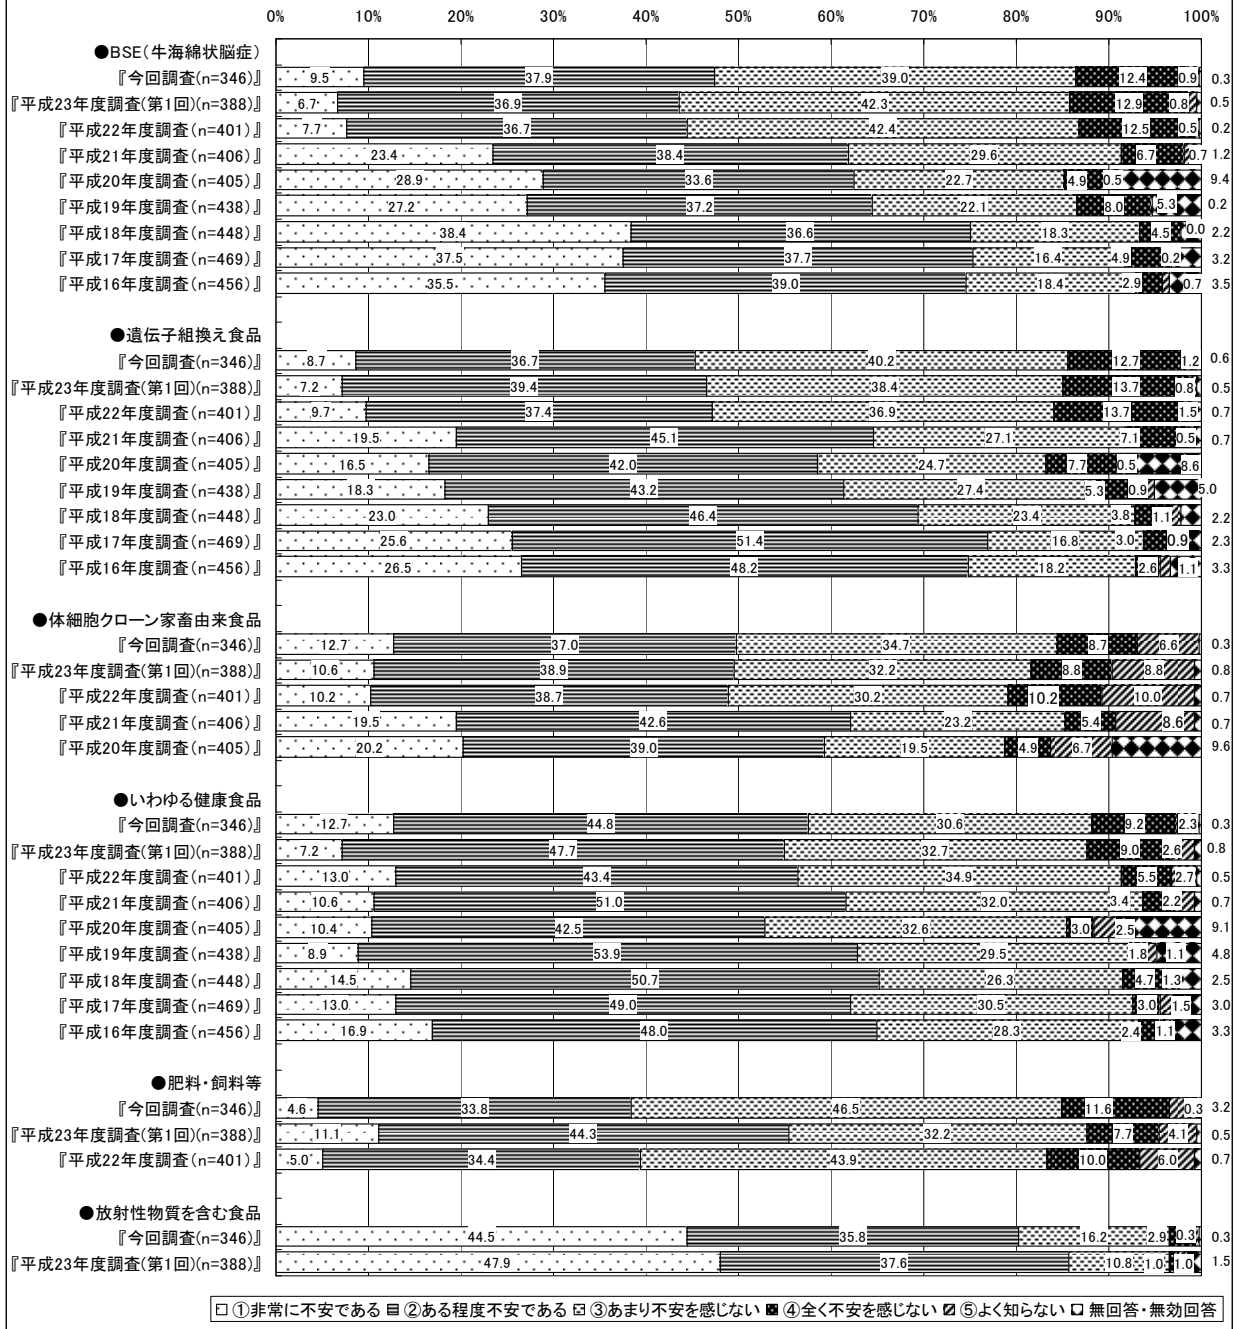 0% 10% 20% 30% 40% 50% 60% 70% 80% 90% 100%
●BSE(牛海綿状脳症)
『今回調査(n=346)』 9.5 37.9 39.0 12.4 0.9 0.3
『平成23年度調査(第1回)(n=388)』 6.7 36.9 42.3 12.9 0.8 0.5
『平成22年度調査(n=401)』 7.7 36.7 42.4 12.5 0.5 0.2
『平成21年度調査(n=406)』 23.4 38.4 29.6 6.7 0.7 1.2
『平成20年度調査(n=405)』 28.9 33.6 22.7 4.9 0.5 9.4
『平成19年度調査(n=438)』 27.2 37.2 22.1 8.0 5.3 0.2
『平成18年度調査(n=448)』 38.4 36.6 18.3 4.5 0.0 2.2
『平成17年度調査(n=469)』 37.5 37.7 16.4 4.9 0.2 3.2
『平成16年度調査(n=456)』 35.5 39.0 18.4 2.9 0.7 3.5
●遺伝子組換え食品
『今回調査(n=346)』 8.7 36.7 40.2 12.7 1.2 0.6
『平成23年度調査(第1回)(n=388)』 7.2 39.4 38.4 13.7 0.8 0.5
『平成22年度調査(n=401)』 9.7 37.4 36.9 13.7 1.5 0.7
『平成21年度調査(n=406)』 19.5 45.1 27.1 7.1 0.5 0.7
『平成20年度調査(n=405)』 16.5 42.0 24.7 7.7 0.5 8.6
『平成19年度調査(n=438)』 18.3 43.2 27.4 5.3 0.9 5.0
『平成18年度調査(n=448)』 23.0 46.4 23.4 3.8 1.1 2.2
『平成17年度調査(n=469)』 25.6 51.4 16.8 3.0 0.9 2.3
『平成16年度調査(n=456)』 26.5 48.2 18.2 2.6 1.1 3.3
●体細胞クローン家畜由来食品
『今回調査(n=346)』 12.7 37.0 34.7 8.7 6.6 0.3
『平成23年度調査(第1回)(n=388)』 10.6 38.9 32.2 8.8 8.8 0.8
『平成22年度調査(n=401)』 10.2 38.7 30.2 10.2 10.0 0.7
『平成21年度調査(n=406)』 19.5 42.6 23.2 5.4 8.6 0.7
『平成20年度調査(n=405)』 20.2 39.0 19.5 4.9 6.7 9.6
●いわゆる健康食品
『今回調査(n=346)』 12.7 44.8 30.6 9.2 2.3 0.3
『平成23年度調査(第1回)(n=388)』 7.2 47.7 32.7 9.0 2.6 0.8
『平成22年度調査(n=401)』 13.0 43.4 34.9 5.5 2.7 0.5
『平成21年度調査(n=406)』 10.6 51.0 32.0 3.4 2.2 0.7
『平成20年度調査(n=405)』 10.4 42.5 32.6 3.0 2.5 9.1
『平成19年度調査(n=438)』 8.9 53.9 29.5 1.8 1.1 4.8
『平成18年度調査(n=448)』 14.5 50.7 26.3 4.7 1.3 2.5
『平成17年度調査(n=469)』 13.0 49.0 30.5 3.0 1.5 3.0
『平成16年度調査(n=456)』 16.9 48.0 28.3 2.4 1.1 3.3
●肥料・飼料等
『今回調査(n=346)』 4.6 33.8 46.5 11.6 0.3 3.2
『平成23年度調査(第1回)(n=388)』 11.1 44.3 32.2 7.7 4.1 0.5
『平成22年度調査(n=401)』 5.0 34.4 43.9 10.0 6.0 0.7
●放射性物質を含む食品
『今回調査(n=346)』 44.5 35.8 16.2 2.9 0.3 0.3
『平成23年度調査(第1回)(n=388)』 47.9 37.6 10.8 1.0 1.0 1.5
①非常に不安である ②ある程度不安である ③あまり不安を感じない ④全く不安を感じない ⑤よく知らない 無回答・無効回答